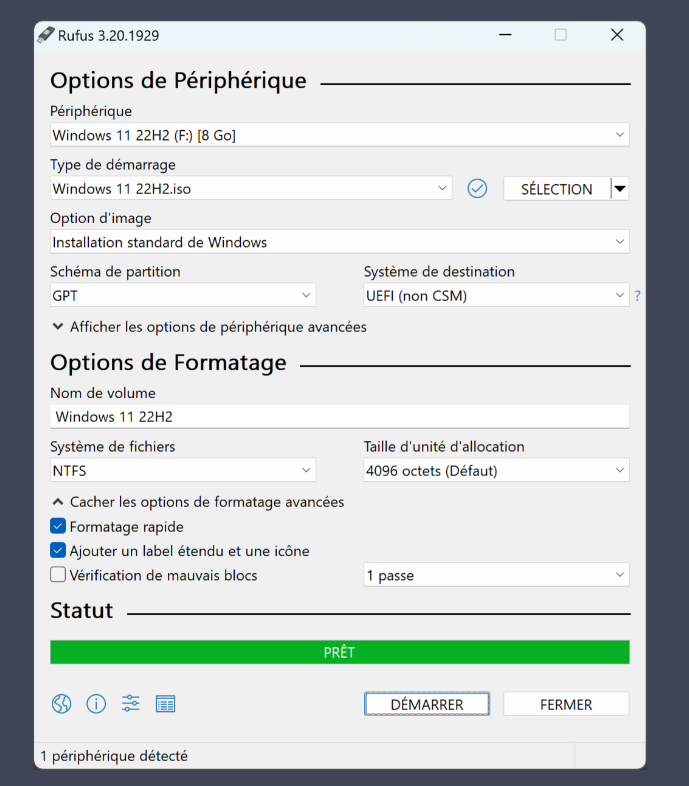 Rufus 3.20.1929
Options de Périphérique
Périphérique
Windows 11 22H2 (F:) [8 Go]
Type de démarrage
Windows 11 22H2.iso
SÉLECTION
Option d'image
Installation standard de Windows
Schéma de partition
Système de destination
GPT
UEFI (non CSM)
?
Afficher les options de périphérique avancées
Options de Formatage
Nom de volume
Windows 11 22H2
Système de fichiers
Taille d'unité d'allocation
NTFS
4096 octets (Défaut)
Cacher les options de formatage avancées
Formatage rapide
Ajouter un label étendu et une icône
Vérification de mauvais blocs
1 passe
Statut
PRÊT
DÉMARRER
FERMER
1 périphérique détecté